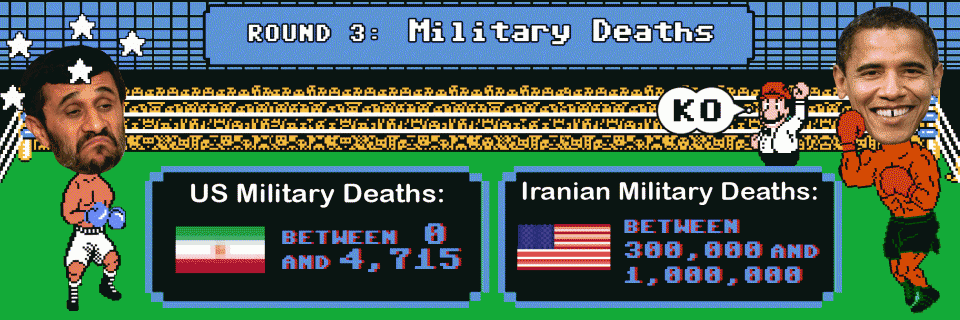 ROUND 3: Military Deaths
KO
US Military Deaths:
BETWEEN 0
AND 4,715
Iranian Military Deaths:
BETWEEN
300,000 AND
1,000,000